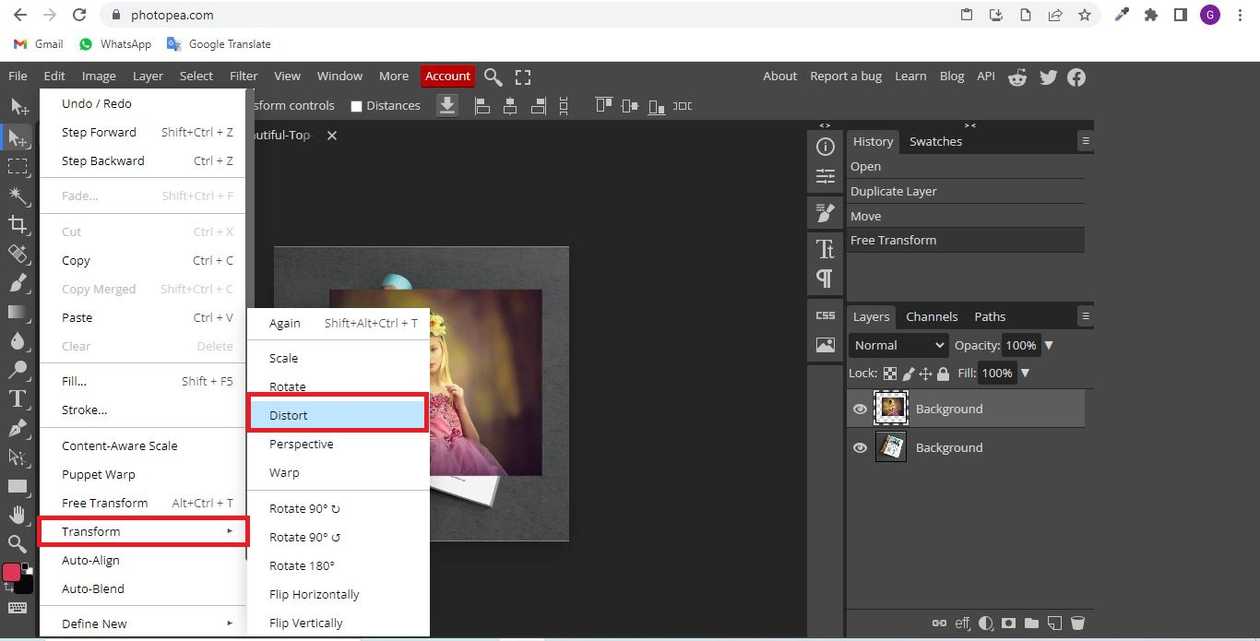 photopea.com
G
Gmail WhatsApp Google Translate
File Edit Image Layer Select Filter View Window More Account
About Report a bug Learn Blog API
sform controls Distances
utiful-Top
Undo / Redo
Step Forward Shift+Ctrl + Z
Step Backward Ctrl + Z
Fade... Shift+Ctrl + F
Cut Ctrl + X
Copy Ctrl + C
Copy Merged Shift+Ctrl + C
Paste Ctrl + V
Clear Delete
Fill... Shift + F5
Stroke...
Content-Aware Scale
Puppet Warp
Free Transform Alt+Ctrl + T
Transform
Auto-Align
Auto-Blend
Define New
Again Shift+Alt+Ctrl + T
Scale
Rotate
Distort
Perspective
Warp
Rotate 90° ↻
Rotate 90° ↺
Rotate 180°
Flip Horizontally
Flip Vertically
< >
> <
CSS
History Swatches
Open
Duplicate Layer
Move
Free Transform
Layers Channels Paths
Normal Opacity: 100%
Lock: Fill: 100%
Background
Background
eff